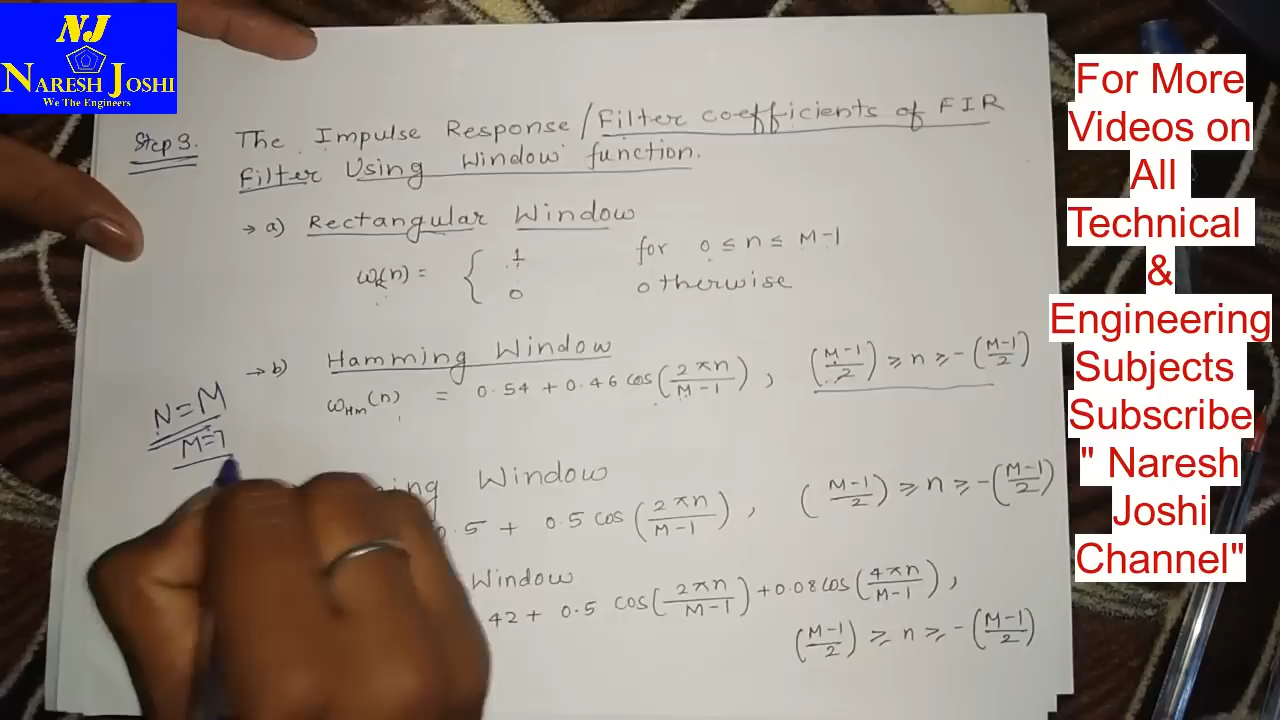 NJ
NARESH JOSHI
We The Engineers
Step 3. The Impulse Response / Filter coefficients of FIR
Filter Using Window function.
→ a) Rectangular Window
ωR(n) = { 1 for 0 ≤ n ≤ M-1
0 otherwise
→ b) Hamming Window
ωHm(n) = 0.54 + 0.46 cos(2πn/M-1), (M-1/2) ≥ n ≥ -(M-1/2)
N=M
M=7
ning Window
0.5 + 0.5 cos(2πn/M-1), (M-1/2) ≥ n ≥ -(M-1/2)
Window
42 + 0.5 cos(2πn/M-1) + 0.08 cos(4πn/M-1),
(M-1/2) ≥ n ≥ -(M-1/2)
For More
Videos on
All
Technical
&
Engineering
Subjects
Subscribe
" Naresh
Joshi
Channel"